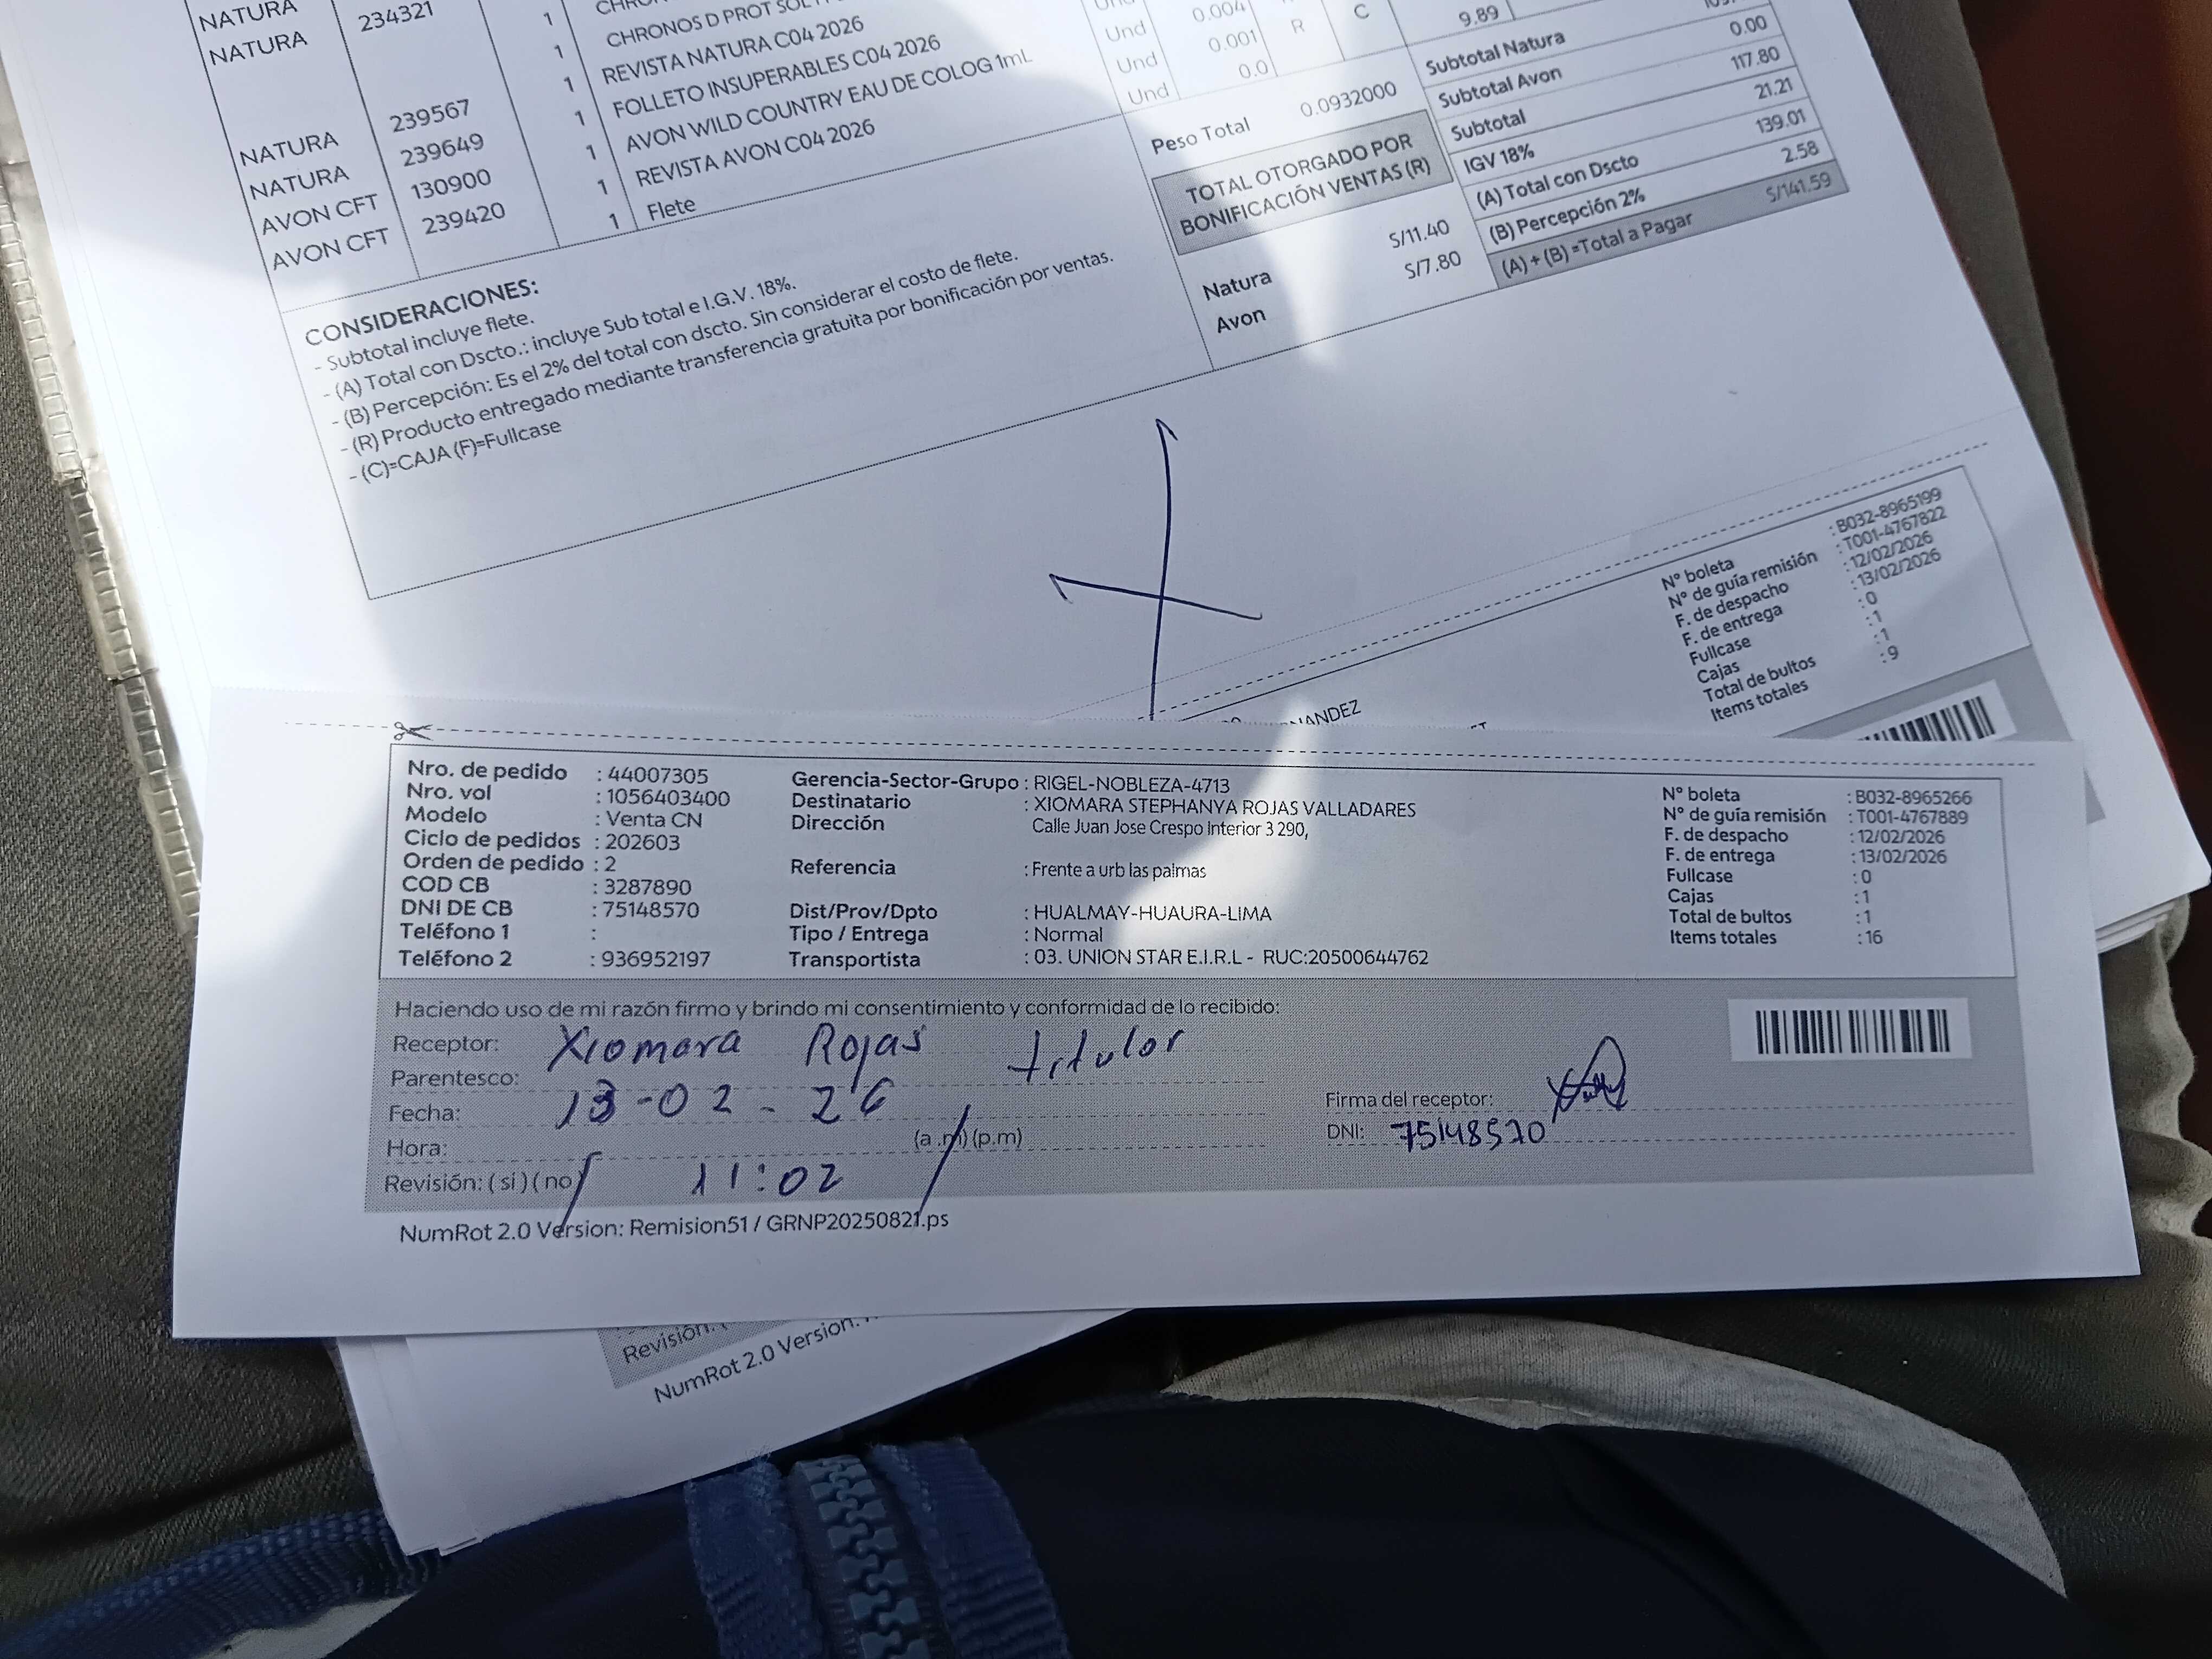 NATURA
NATURA 234321 1 CHRONOS D PROT SOL
1 REVISTA NATURA C04 2026
NATURA 239567 1 FOLLETO INSUPERABLES C04 2026
NATURA 239649 1 AVON WILD COUNTRY EAU DE COLOG 1mL
AVON CFT 130900 1 REVISTA AVON C04 2026
AVON CFT 239420 1 Flete
1
Und 0.004 R C 9.89
Und 0.001
Und 0.0
Peso Total 0.0932000
TOTAL OTORGADO POR
BONIFICACIÓN VENTAS (R)
Natura S/11.40
Avon S/7.80
Subtotal Natura
Subtotal Avon 0.00
Subtotal 117.80
IGV 18% 21.21
(A) Total con Dscto 139.01
(B) Percepción 2% 2.58
(A) + (B) =Total a Pagar S/141.59
CONSIDERACIONES:
- Subtotal incluye flete.
- (A) Total con Dscto.: incluye Sub total e I.G.V. 18%.
- (B) Percepción: Es el 2% del total con dscto. Sin considerar el costo de flete.
- (R) Producto entregado mediante transferencia gratuita por bonificación por ventas.
- (C)=CAJA (F)=Fullcase
N° boleta : B032-8965199
N° de guía remisión : T001-4767822
F. de despacho : 12/02/2026
F. de entrega : 13/02/2026
Fullcase : 0
Cajas : 1
Total de bultos : 1
Items totales : 9
Nro. de pedido : 44007305
Nro. vol : 1056403400
Modelo : Venta CN
Ciclo de pedidos : 202603
Orden de pedido : 2
COD CB : 3287890
DNI DE CB : 75148570
Teléfono 1 :
Teléfono 2 : 936952197
Gerencia-Sector-Grupo : RIGEL-NOBLEZA-4713
Destinatario : XIOMARA STEPHANYA ROJAS VALLADARES
Dirección Calle Juan Jose Crespo Interior 3 290,
Referencia : Frente a urb las palmas
Dist/Prov/Dpto : HUALMAY-HUAURA-LIMA
Tipo / Entrega : Normal
Transportista : 03. UNION STAR E.I.R.L - RUC:20500644762
N° boleta : B032-8965266
N° de guía remisión : T001-4767889
F. de despacho : 12/02/2026
F. de entrega : 13/02/2026
Fullcase : 0
Cajas : 1
Total de bultos : 1
Items totales : 16
Haciendo uso de mi razón firmo y brindo mi consentimiento y conformidad de lo recibido:
Receptor: Xiomara Rojas titular
Parentesco:
Fecha: 13-02-26
Hora: (a .m) (p.m)
Revisión: ( si ) ( no 11:02
Firma del receptor:
DNI: 75148570
NumRot 2.0 Version: Remision51 / GRNP20250821.ps
Revisión:
NumRot 2.0 Version: